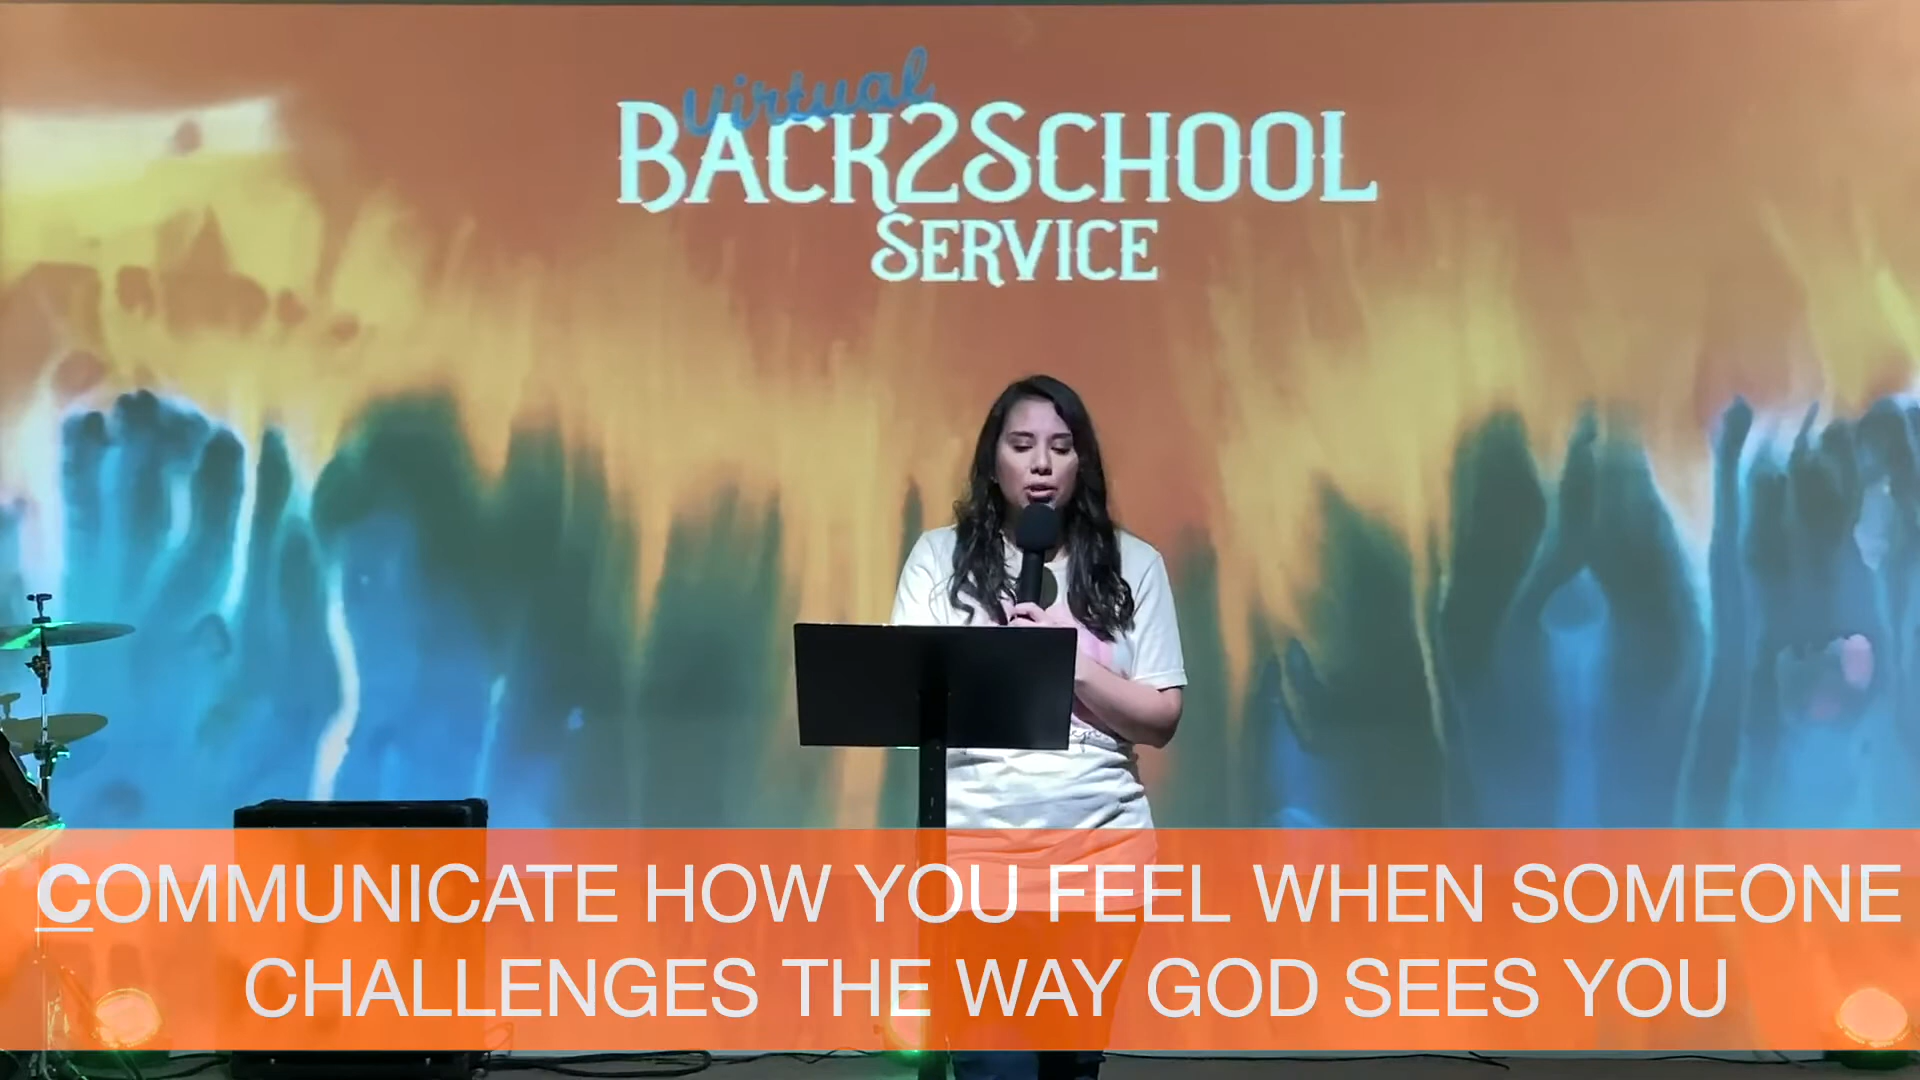 Virtual
BACK2SCHOOL
SERVICE
COMMUNICATE HOW YOU FEEL WHEN SOMEONE
CHALLENGES THE WAY GOD SEES YOU